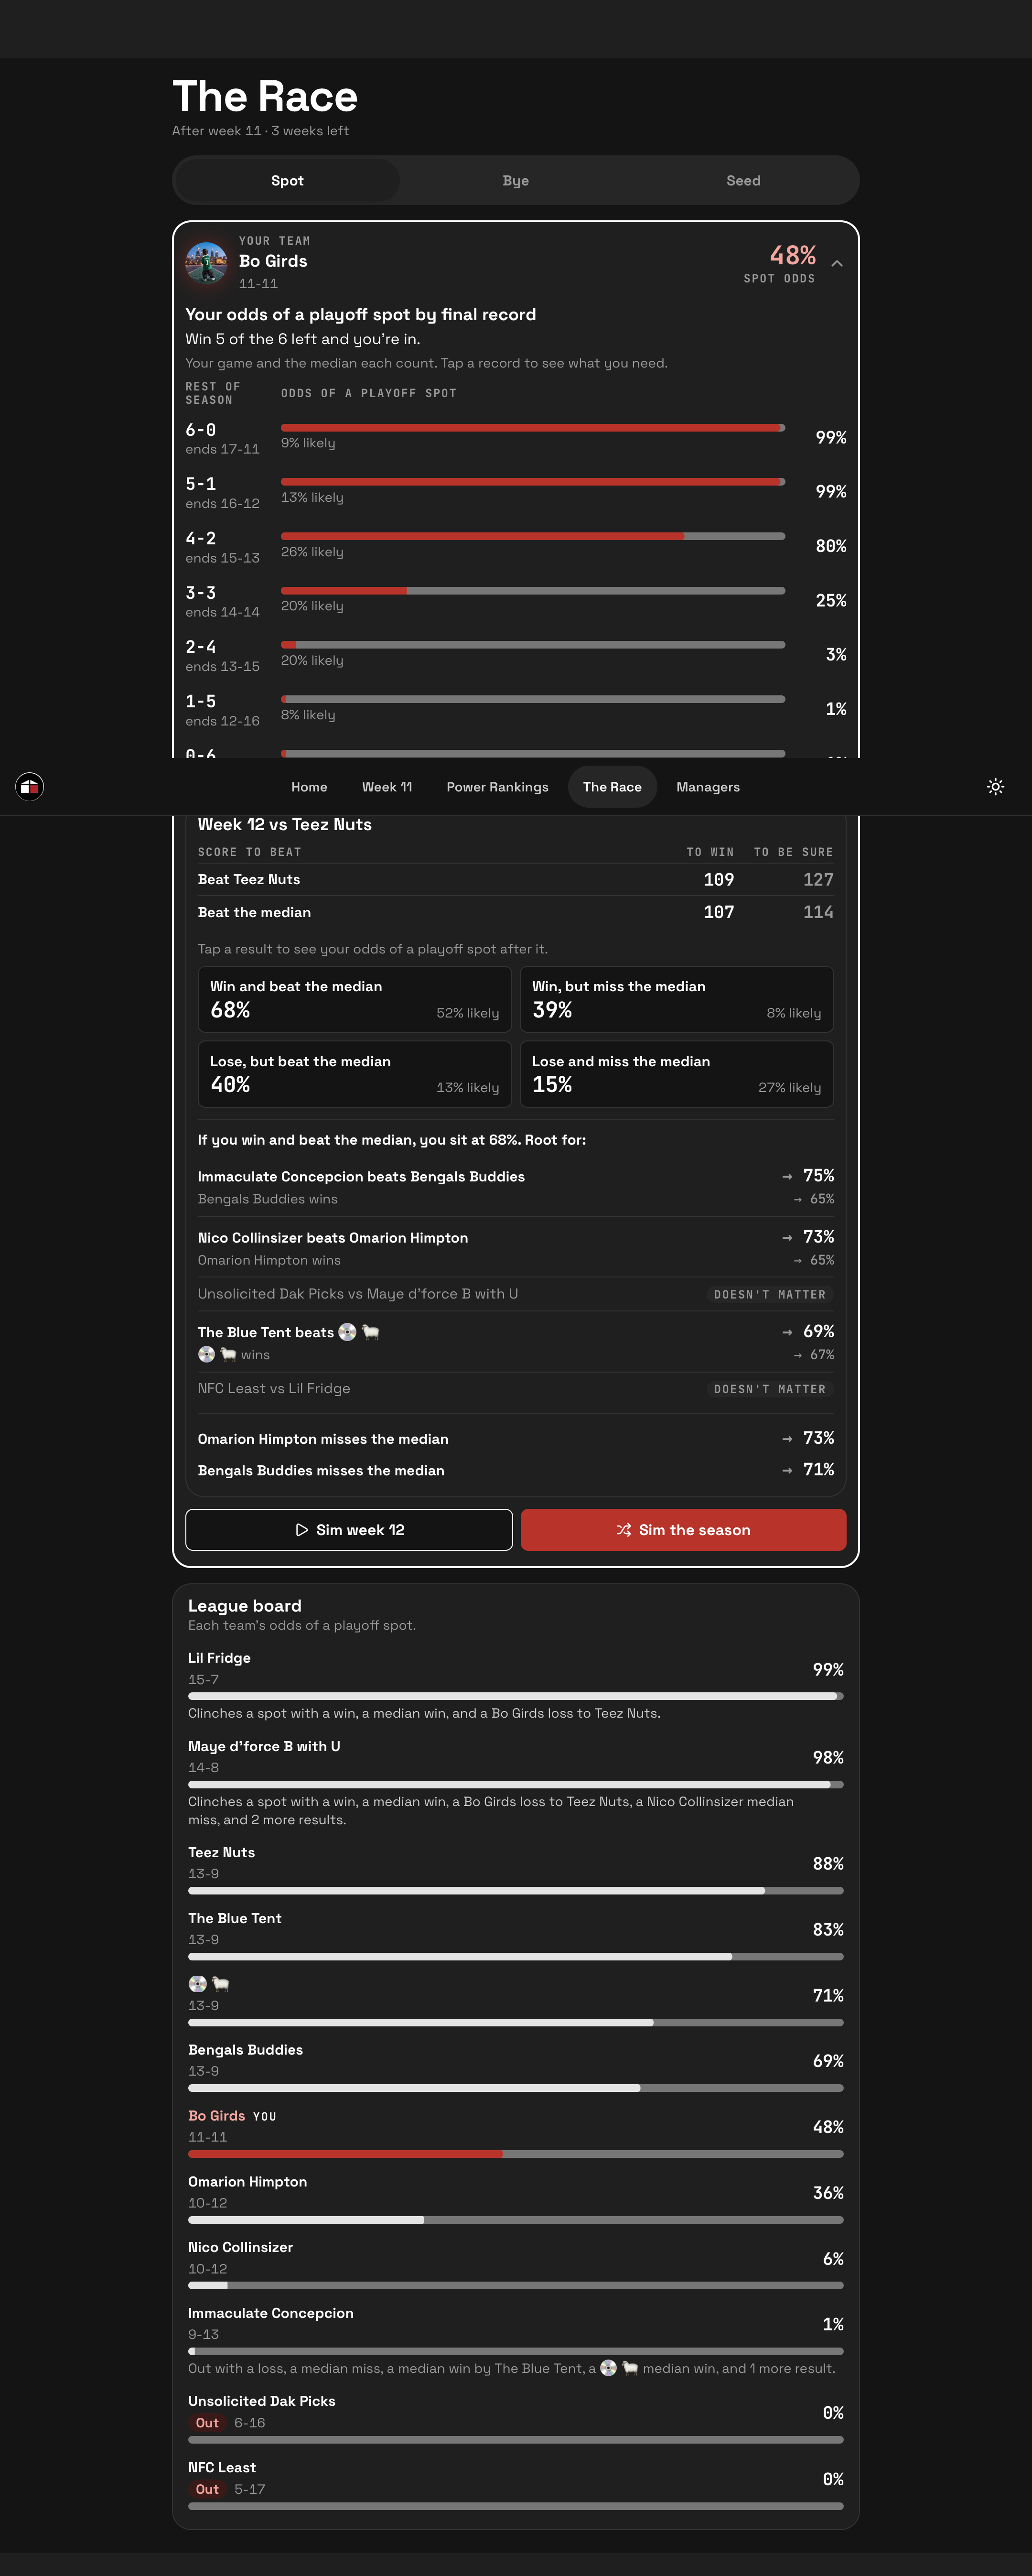 The Race
After week 11 · 3 weeks left
Spot
Bye
Seed
YOUR TEAM
Bo Girds
11-11
48%
SPOT ODDS
Your odds of a playoff spot by final record
Win 5 of the 6 left and you're in.
Your game and the median each count. Tap a record to see what you need.
REST OF SEASON
ODDS OF A PLAYOFF SPOT
6-0
ends 17-11
9% likely
99%
5-1
ends 16-12
13% likely
99%
4-2
ends 15-13
26% likely
80%
3-3
ends 14-14
20% likely
25%
2-4
ends 13-15
20% likely
3%
1-5
ends 12-16
8% likely
1%
0-6
Home
Week 11
Power Rankings
The Race
Managers
Week 12 vs Teez Nuts
SCORE TO BEAT
TO WIN
TO BE SURE
Beat Teez Nuts
109
127
Beat the median
107
114
Tap a result to see your odds of a playoff spot after it.
Win and beat the median
68%
52% likely
Win, but miss the median
39%
8% likely
Lose, but beat the median
40%
13% likely
Lose and miss the median
15%
27% likely
If you win and beat the median, you sit at 68%. Root for:
Immaculate Concepcion beats Bengals Buddies
→ 75%
Bengals Buddies wins
→ 65%
Nico Collinsizer beats Omarion Himpton
→ 73%
Omarion Himpton wins
→ 65%
Unsolicited Dak Picks vs Maye d'force B with U
DOESN'T MATTER
The Blue Tent beats 💿 🐑
→ 69%
💿 🐑 wins
→ 67%
NFC Least vs Lil Fridge
DOESN'T MATTER
Omarion Himpton misses the median
→ 73%
Bengals Buddies misses the median
→ 71%
Sim week 12
Sim the season
League board
Each team's odds of a playoff spot.
Lil Fridge
15-7
99%
Clinches a spot with a win, a median win, and a Bo Girds loss to Teez Nuts.
Maye d'force B with U
14-8
98%
Clinches a spot with a win, a median win, a Bo Girds loss to Teez Nuts, a Nico Collinsizer median
miss, and 2 more results.
Teez Nuts
13-9
88%
The Blue Tent
13-9
83%
💿 🐑
13-9
71%
Bengals Buddies
13-9
69%
Bo Girds YOU
11-11
48%
Omarion Himpton
10-12
36%
Nico Collinsizer
10-12
6%
Immaculate Concepcion
9-13
1%
Out with a loss, a median miss, a median win by The Blue Tent, a 💿 🐑 median win, and 1 more result.
Unsolicited Dak Picks
Out 6-16
0%
NFC Least
Out 5-17
0%